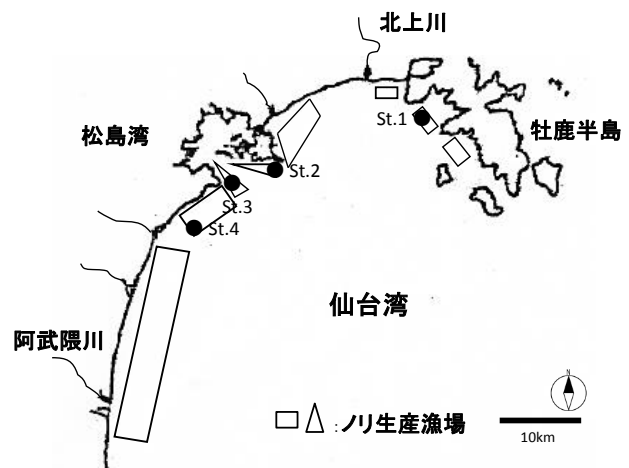 北上川
松島湾
St.1
牡鹿半島
St.2
St.3
St.4
仙台湾
阿武隈川
N
:ノリ生産漁場
10km